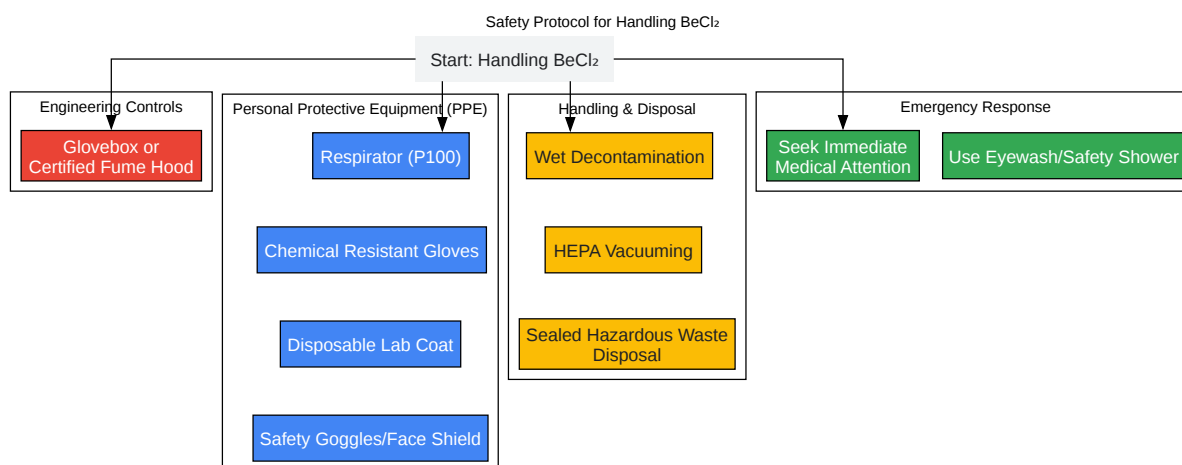 Safety Protocol for Handling BeCl₂
Start: Handling BeCl₂
Engineering Controls
Glovebox or
Certified Fume Hood
Personal Protective Equipment (PPE)
Respirator (P100)
Chemical Resistant Gloves
Disposable Lab Coat
Safety Goggles/Face Shield
Handling & Disposal
Wet Decontamination
HEPA Vacuuming
Sealed Hazardous Waste
Disposal
Emergency Response
Seek Immediate
Medical Attention
Use Eyewash/Safety Shower